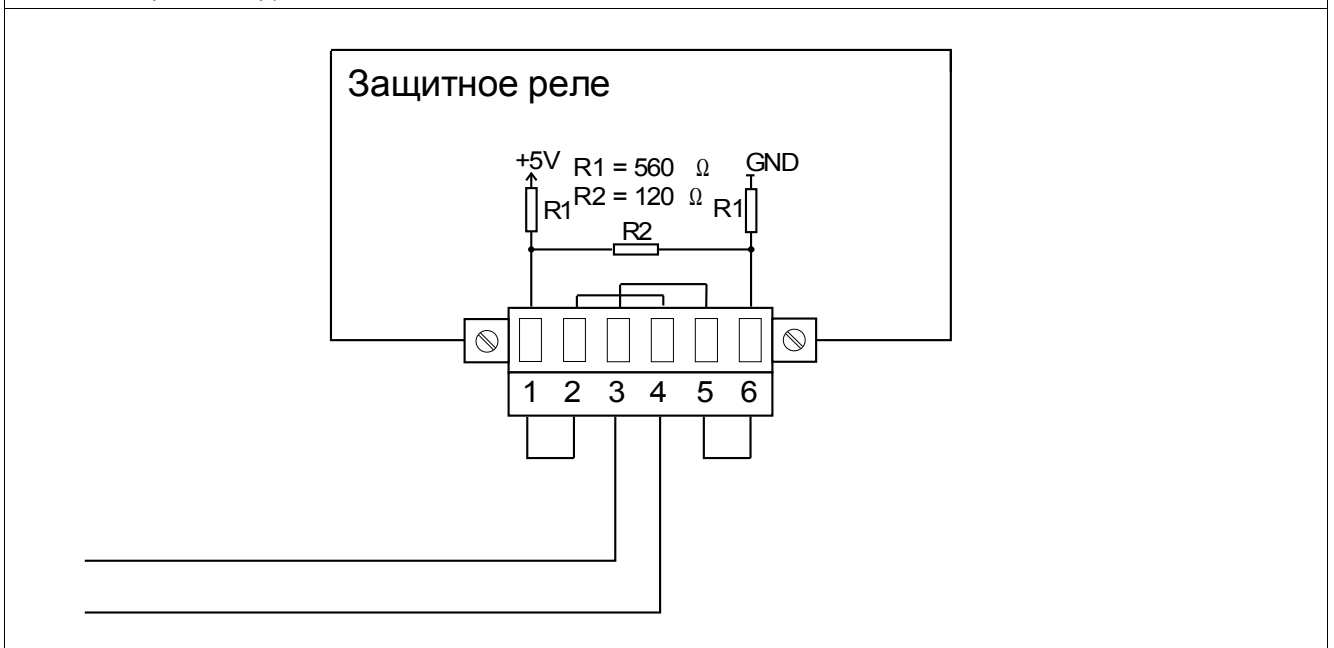 Защитное реле
+5V R1 = 560 Ω GND
R2 = 120 Ω
R1 R1
R2
1 2 3 4 5 6